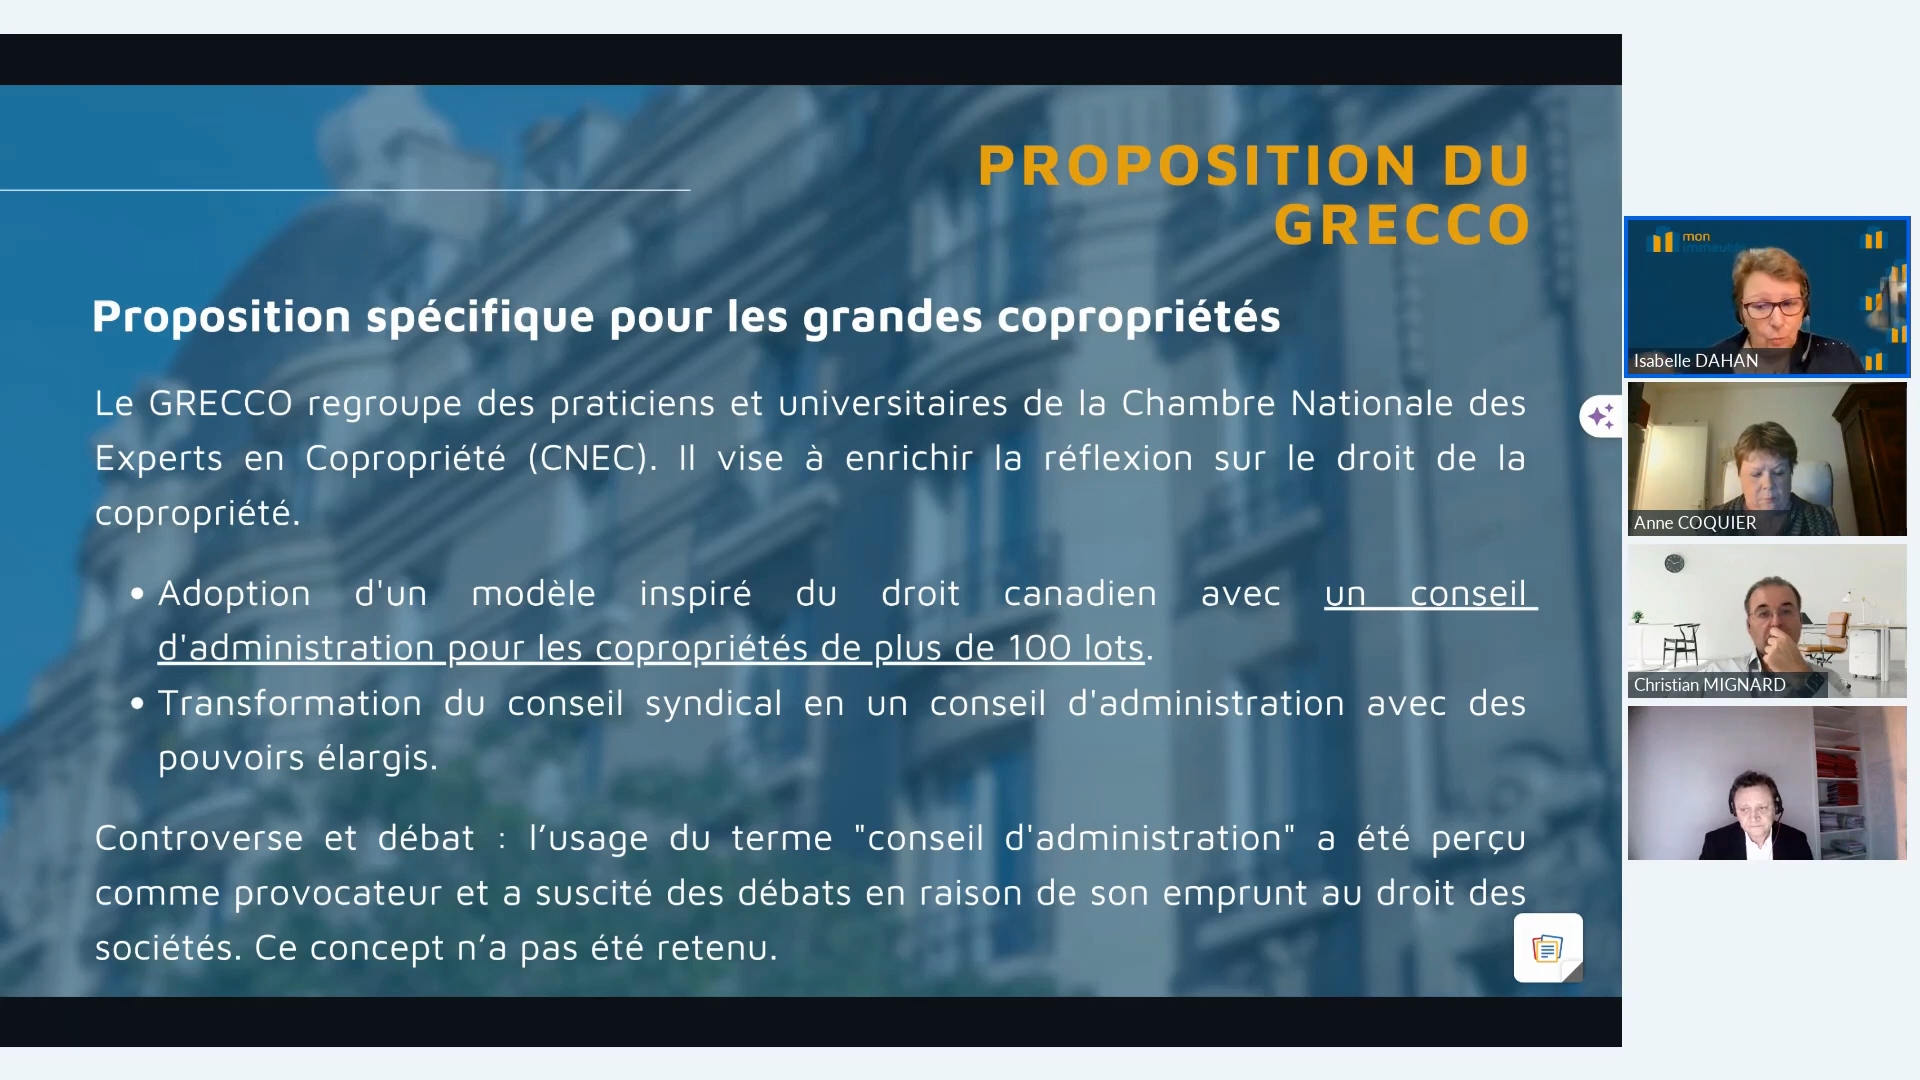 PROPOSITION DU
GRECCO
Proposition spécifique pour les grandes copropriétés
Le GRECCO regroupe des praticiens et universitaires de la Chambre Nationale des
Experts en Copropriété (CNEC). Il vise à enrichir la réflexion sur le droit de la
copropriété.
• Adoption d'un modèle inspiré du droit canadien avec un conseil
d'administration pour les copropriétés de plus de 100 lots.
• Transformation du conseil syndical en un conseil d'administration avec des
pouvoirs élargis.
Controverse et débat : l’usage du terme "conseil d'administration" a été perçu
comme provocateur et a suscité des débats en raison de son emprunt au droit des
sociétés. Ce concept n’a pas été retenu.
mon
immeuble
Isabelle DAHAN
Anne COQUIER
Christian MIGNARD